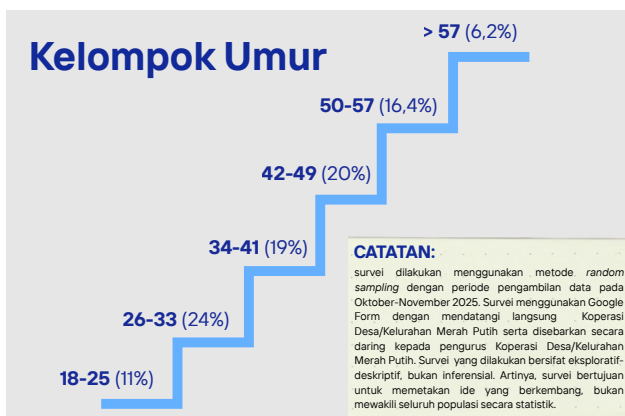 Kelompok Umur
> 57 (6,2%)
50-57 (16,4%)
42-49 (20%)
34-41 (19%)
26-33 (24%)
18-25 (11%)
CATATAN:
survei dilakukan menggunakan metode random
sampling dengan periode pengambilan data pada
Oktober-November 2025. Survei menggunakan Google
Form dengan mendatangi langsung Koperasi
Desa/Kelurahan Merah Putih serta disebarkan secara
daring kepada pengurus Koperasi Desa/Kelurahan
Merah Putih. Survei yang dilakukan bersifat eksploratif-
deskriptif, bukan inferensial. Artinya, survei bertujuan
untuk memetakan ide yang berkembang, bukan
mewakili seluruh populasi secara statistik.